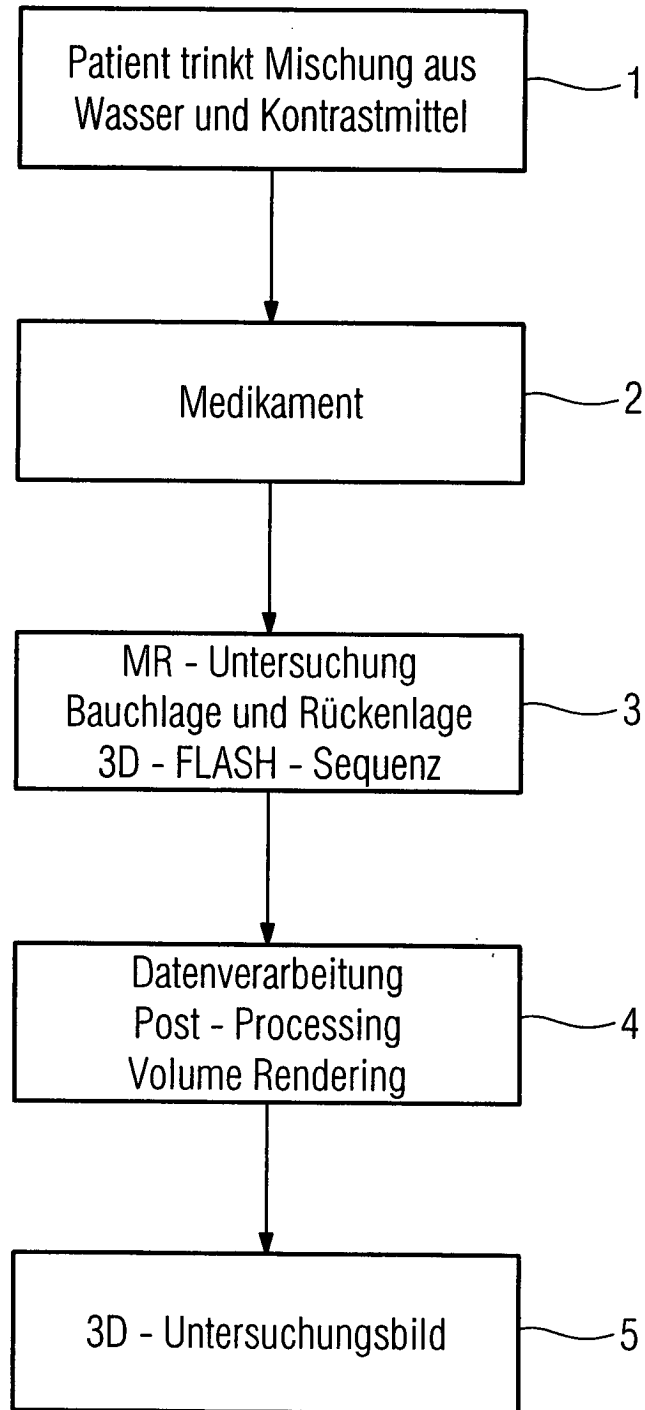 Patient trinkt Mischung aus
Wasser und Kontrastmittel
1
Medikament
2
MR - Untersuchung
Bauchlage und Rückenlage
3D - FLASH - Sequenz
3
Datenverarbeitung
Post - Processing
Volume Rendering
4
3D - Untersuchungsbild
5